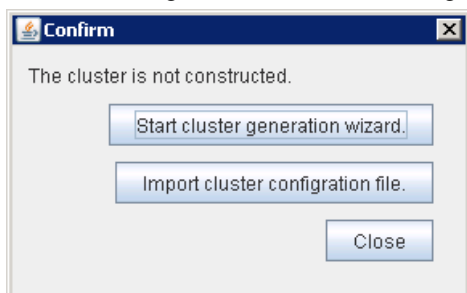 Confirm
The cluster is not constructed.
Start cluster generation wizard.
Import cluster configration file.
Close